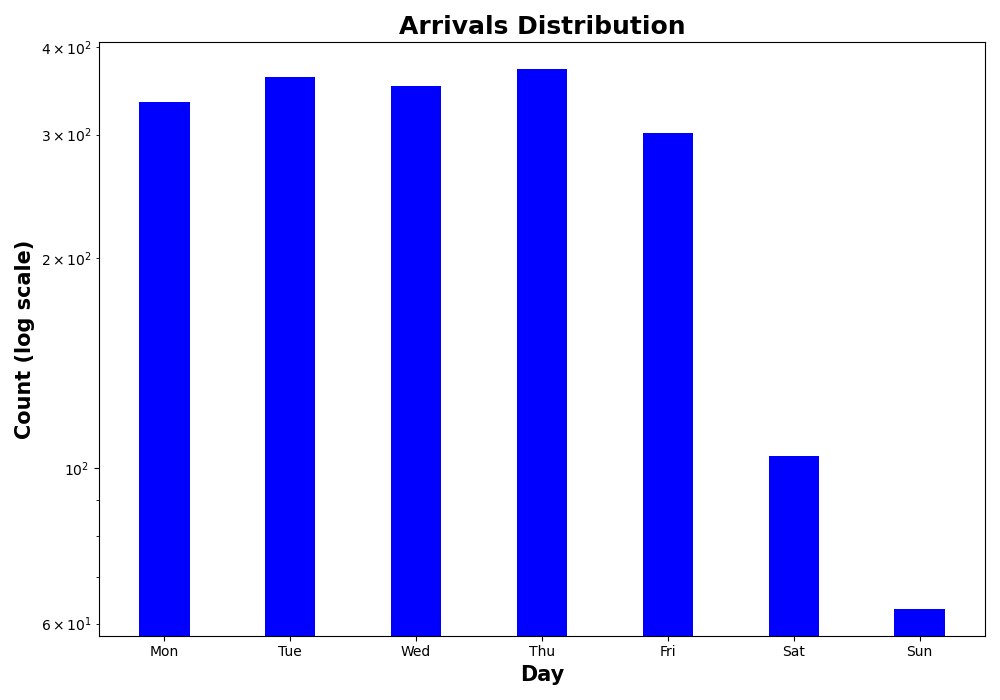 Arrivals Distribution
4 × 10²
3 × 10²
2 × 10²
10²
6 × 10¹
Count (log scale)
Mon Tue Wed Thu Fri Sat Sun
Day